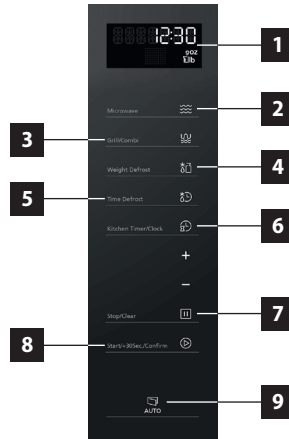 12:30
goz
lb
1
Microwave
2
3
Grill/Combi
Weight Defrost
4
5
Time Defrost
Kitchen Timer/Clock
6
+
−
Stop/Clear
7
8
Start/+30Sec./Confirm
AUTO
9